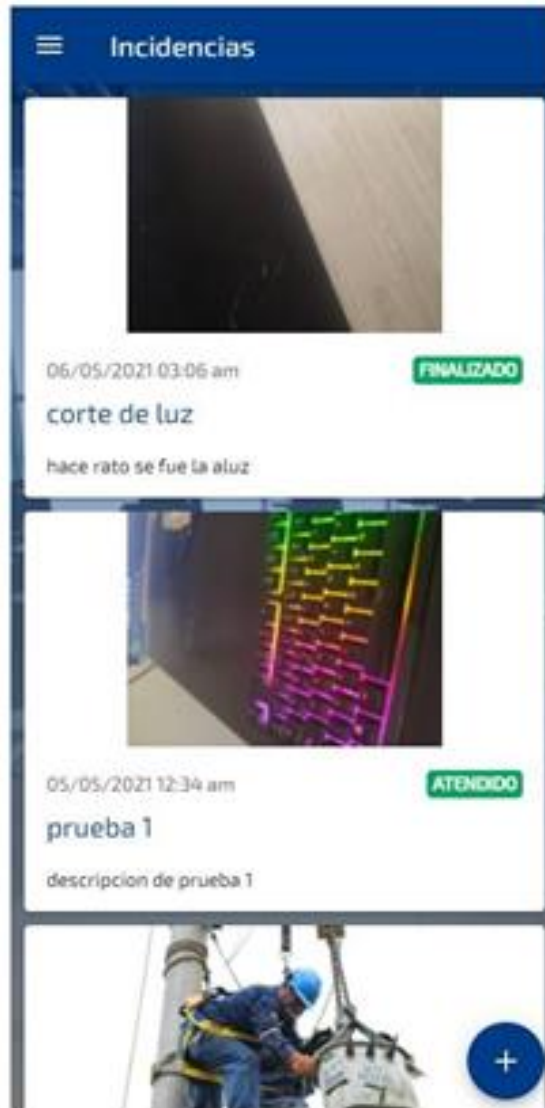 Incidencias
06/05/2021 03:06 am FINALIZADO
corte de luz
hace rato se fue la aluz
05/05/2021 12:34 am ATENDIDO
prueba 1
descripcion de prueba 1
+